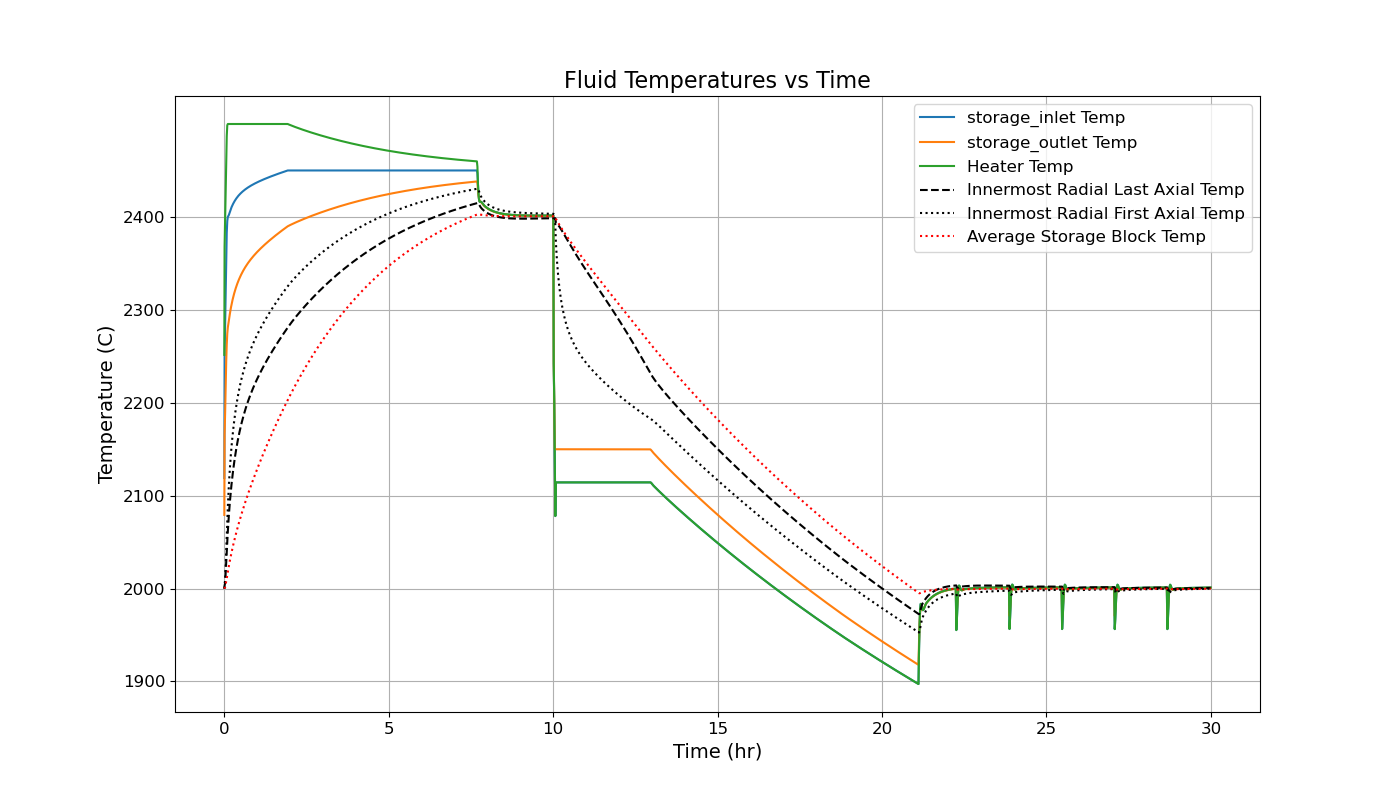 Fluid Temperatures vs Time
storage_inlet Temp
storage_outlet Temp
Heater Temp
Innermost Radial Last Axial Temp
Innermost Radial First Axial Temp
Average Storage Block Temp
Temperature (C)
2400
2300
2200
2100
2000
1900
0 5 10 15 20 25 30
Time (hr)